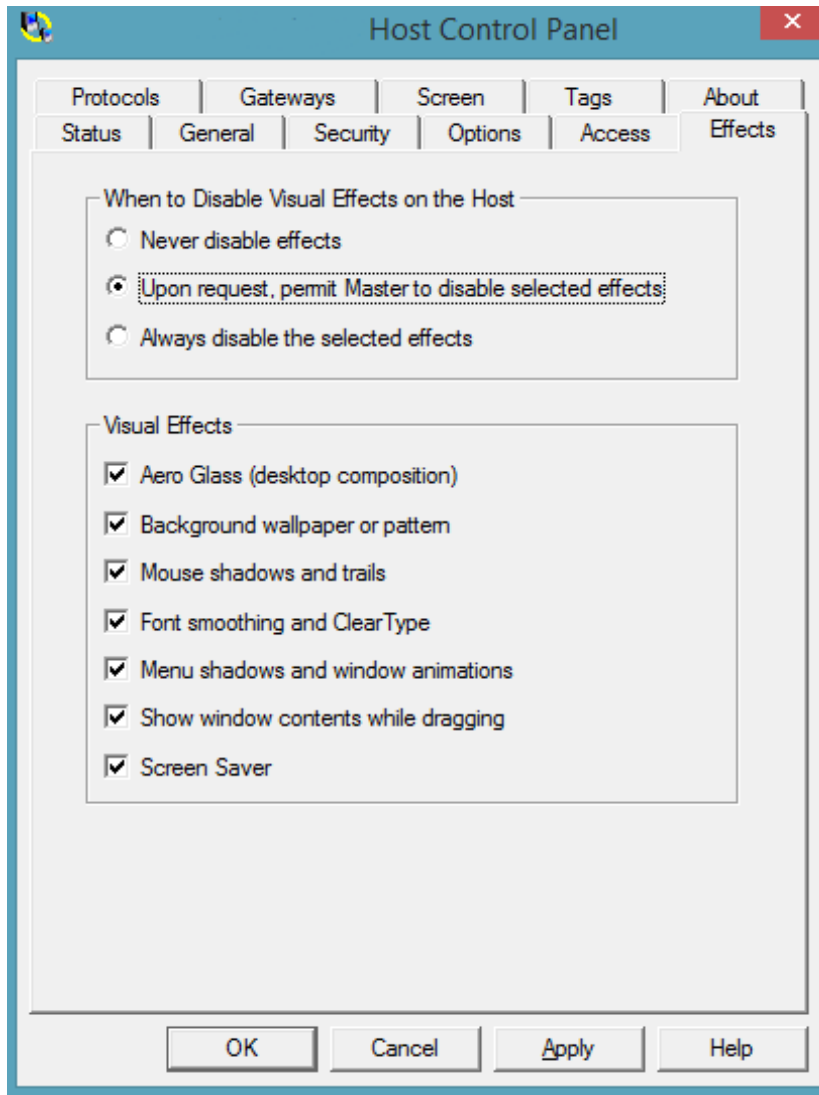 Host Control Panel
Protocols Gateways Screen Tags About
Status General Security Options Access Effects
When to Disable Visual Effects on the Host
Never disable effects
Upon request, permit Master to disable selected effects
Always disable the selected effects
Visual Effects
Aero Glass (desktop composition)
Background wallpaper or pattern
Mouse shadows and trails
Font smoothing and ClearType
Menu shadows and window animations
Show window contents while dragging
Screen Saver
OK Cancel Apply Help